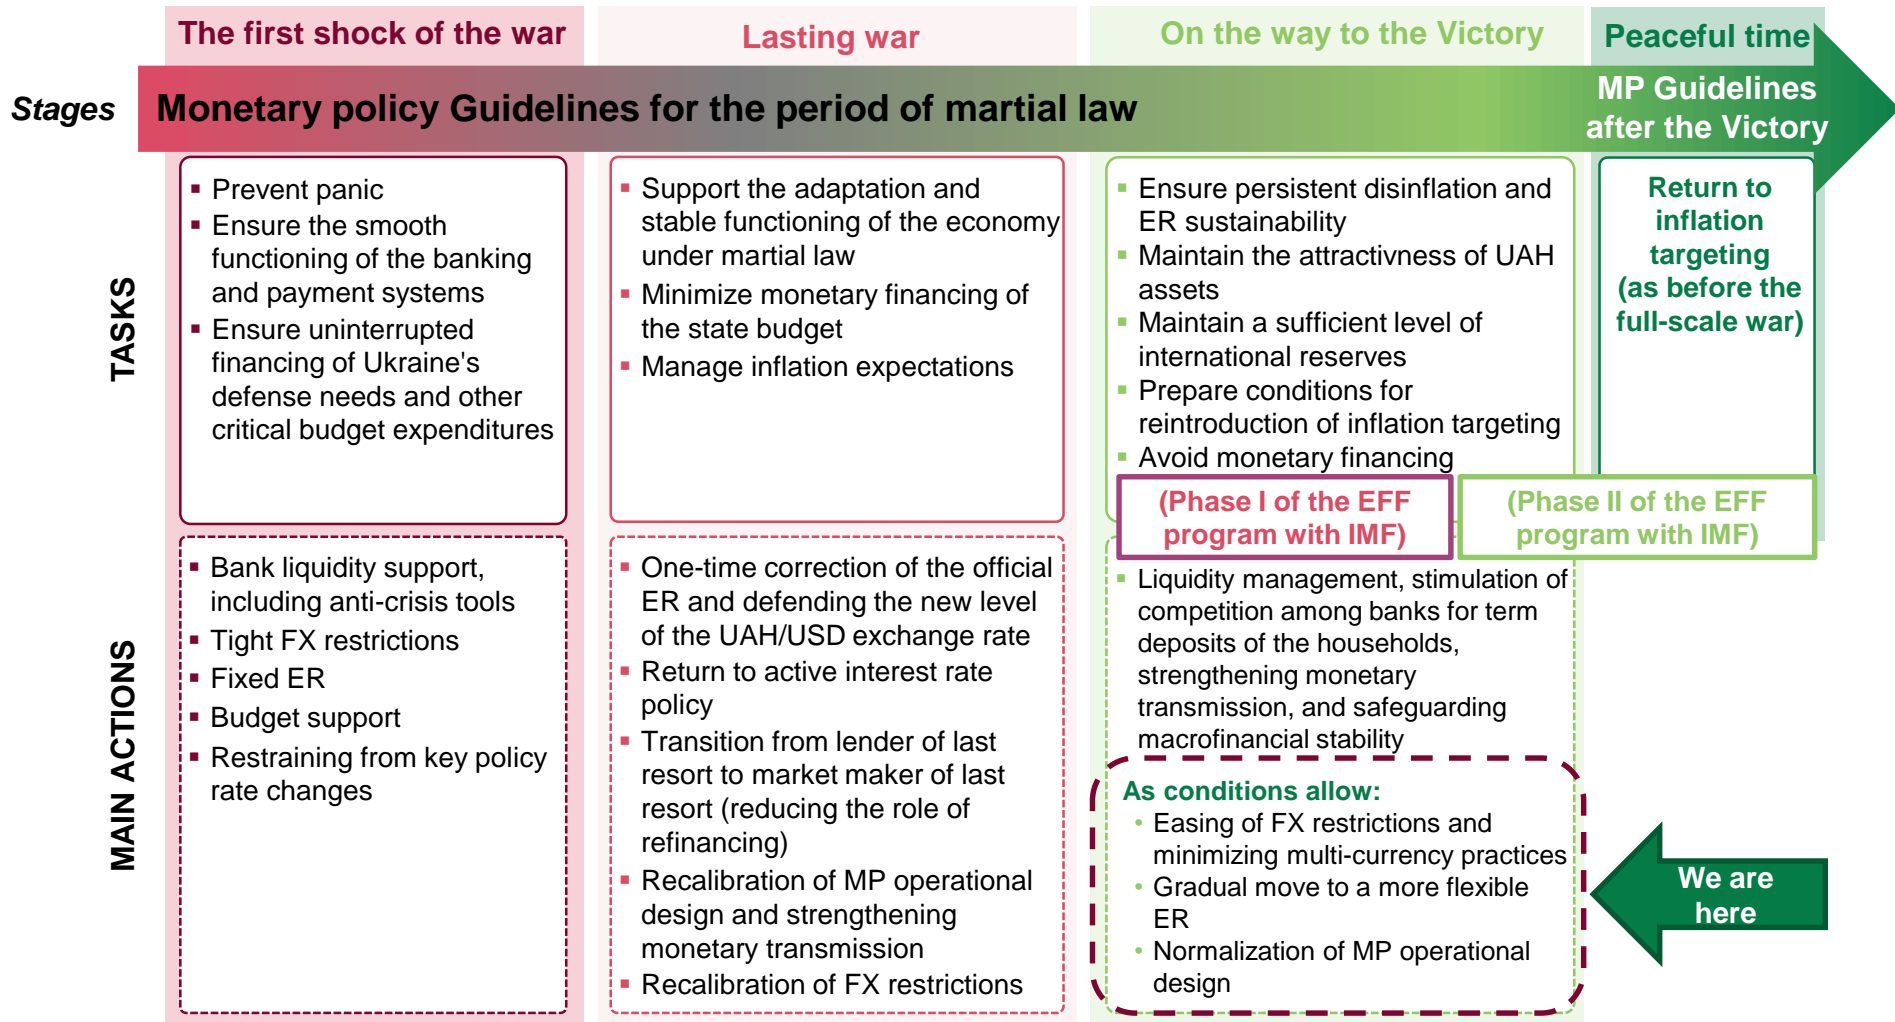 The first shock of the war
Lasting war
On the way to the Victory
Peaceful time
Stages
Monetary policy Guidelines for the period of martial law
MP Guidelines
after the Victory
TASKS
▪ Prevent panic
▪ Ensure the smooth
functioning of the banking
and payment systems
▪ Ensure uninterrupted
financing of Ukraine's
defense needs and other
critical budget expenditures
▪ Support the adaptation and
stable functioning of the economy
under martial law
▪ Minimize monetary financing of
the state budget
▪ Manage inflation expectations
▪ Ensure persistent disinflation and
ER sustainability
▪ Maintain the attractivness of UAH
assets
▪ Maintain a sufficient level of
international reserves
▪ Prepare conditions for
reintroduction of inflation targeting
▪ Avoid monetary financing
Return to
inflation
targeting
(as before the
full-scale war)
(Phase I of the EFF
program with IMF)
(Phase II of the EFF
program with IMF)
MAIN ACTIONS
▪ Bank liquidity support,
including anti-crisis tools
▪ Tight FX restrictions
▪ Fixed ER
▪ Budget support
▪ Restraining from key policy
rate changes
▪ One-time correction of the official
ER and defending the new level
of the UAH/USD exchange rate
▪ Return to active interest rate
policy
▪ Transition from lender of last
resort to market maker of last
resort (reducing the role of
refinancing)
▪ Recalibration of MP operational
design and strengthening
monetary transmission
▪ Recalibration of FX restrictions
▪ Liquidity management, stimulation of
competition among banks for term
deposits of the households,
strengthening monetary
transmission, and safeguarding
macrofinancial stability
As conditions allow:
• Easing of FX restrictions and
minimizing multi-currency practices
• Gradual move to a more flexible
ER
• Normalization of MP operational
design
We are
here